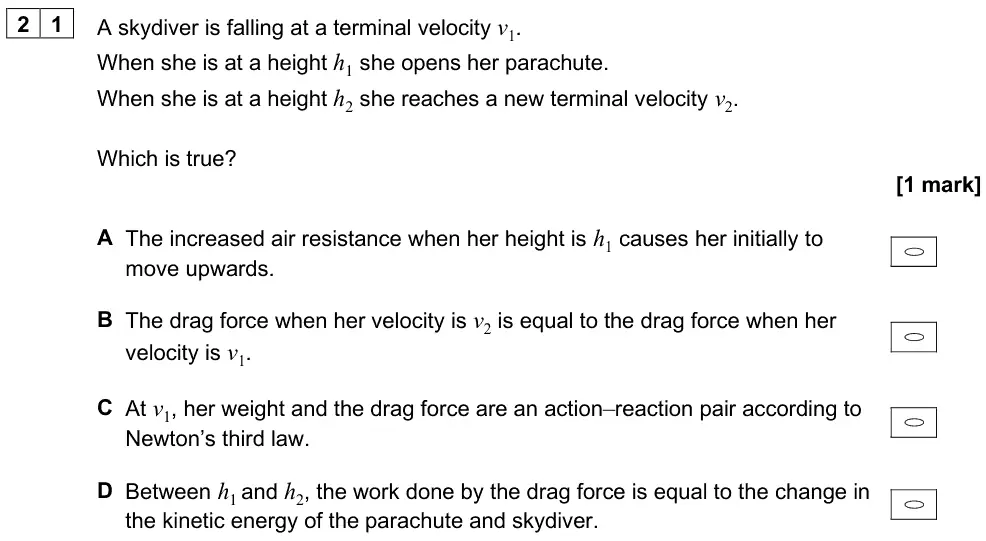 2 1 A skydiver is falling at a terminal velocity v₁.
When she is at a height h₁ she opens her parachute.
When she is at a height h₂ she reaches a new terminal velocity v₂.
Which is true?
[1 mark]
A The increased air resistance when her height is h₁ causes her initially to
move upwards.
B The drag force when her velocity is v₂ is equal to the drag force when her
velocity is v₁.
C At v₁, her weight and the drag force are an action–reaction pair according to
Newton’s third law.
D Between h₁ and h₂, the work done by the drag force is equal to the change in
the kinetic energy of the parachute and skydiver.